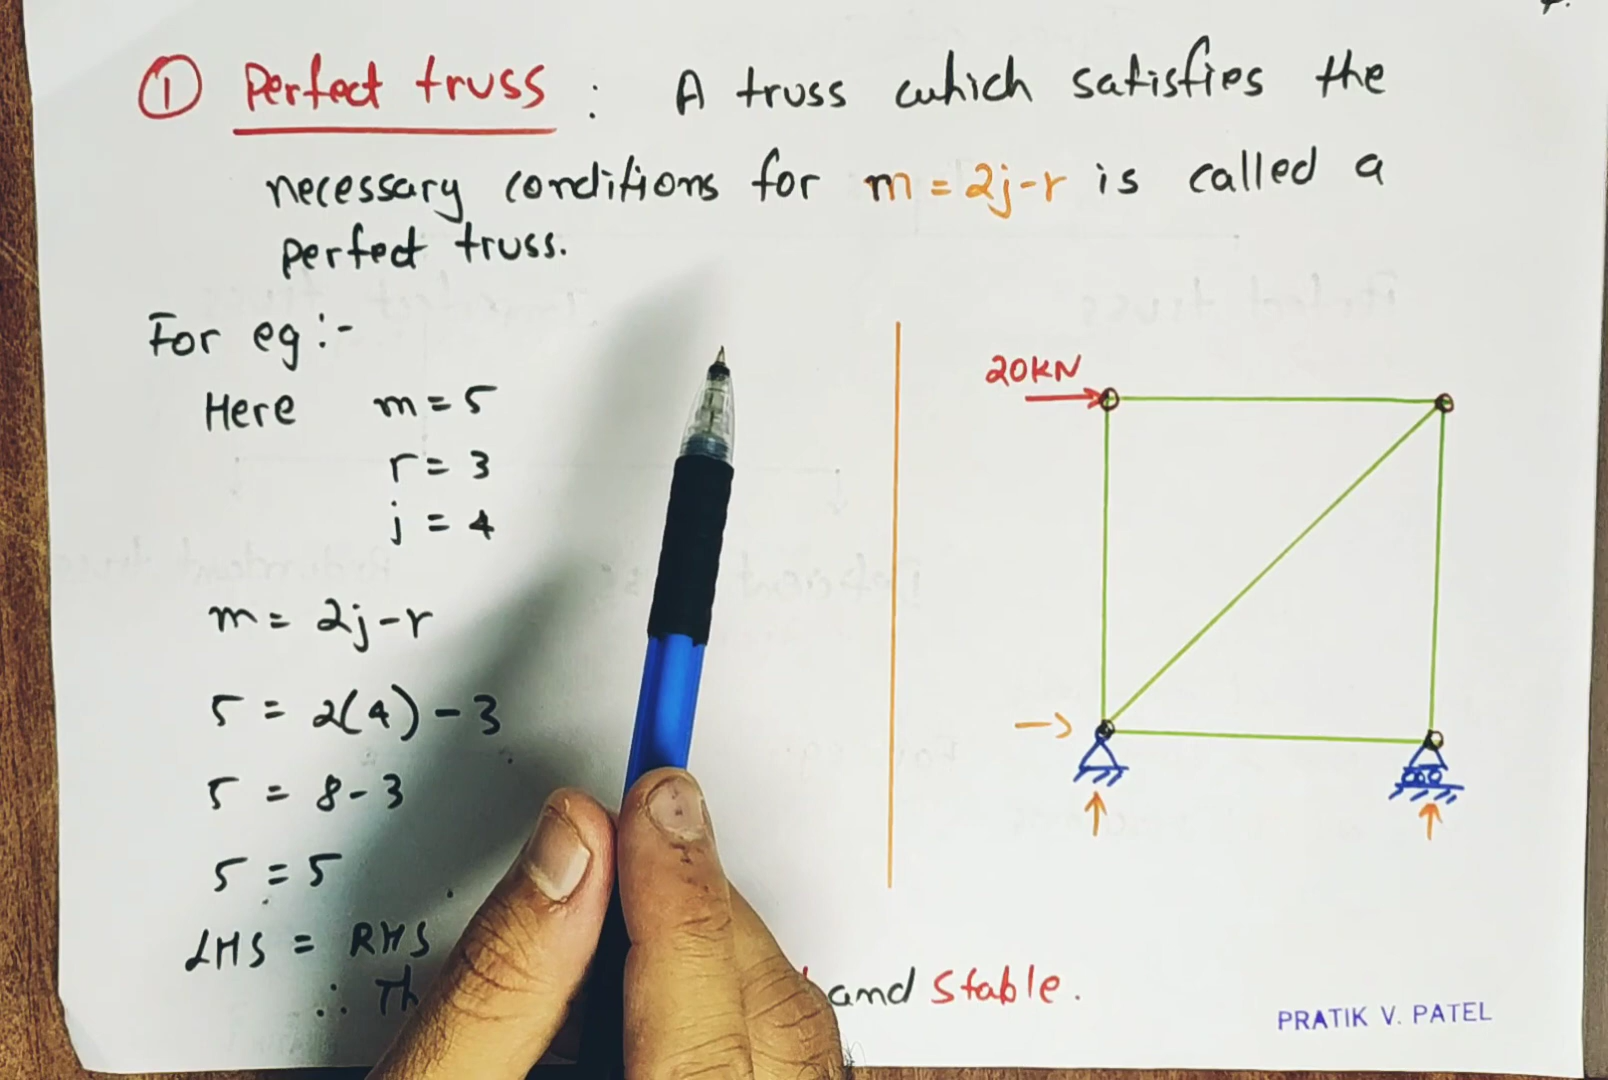 ① Perfect truss : A truss which satisfies the
necessary conditions for m = 2j-r is called a
perfect truss.
For eg :-
Here m = 5
r = 3
j = 4
m = 2j-r
5 = 2(4) - 3
5 = 8 - 3
5 = 5
LHS = RHS
∴ and stable.
20KN
PRATIK V. PATEL